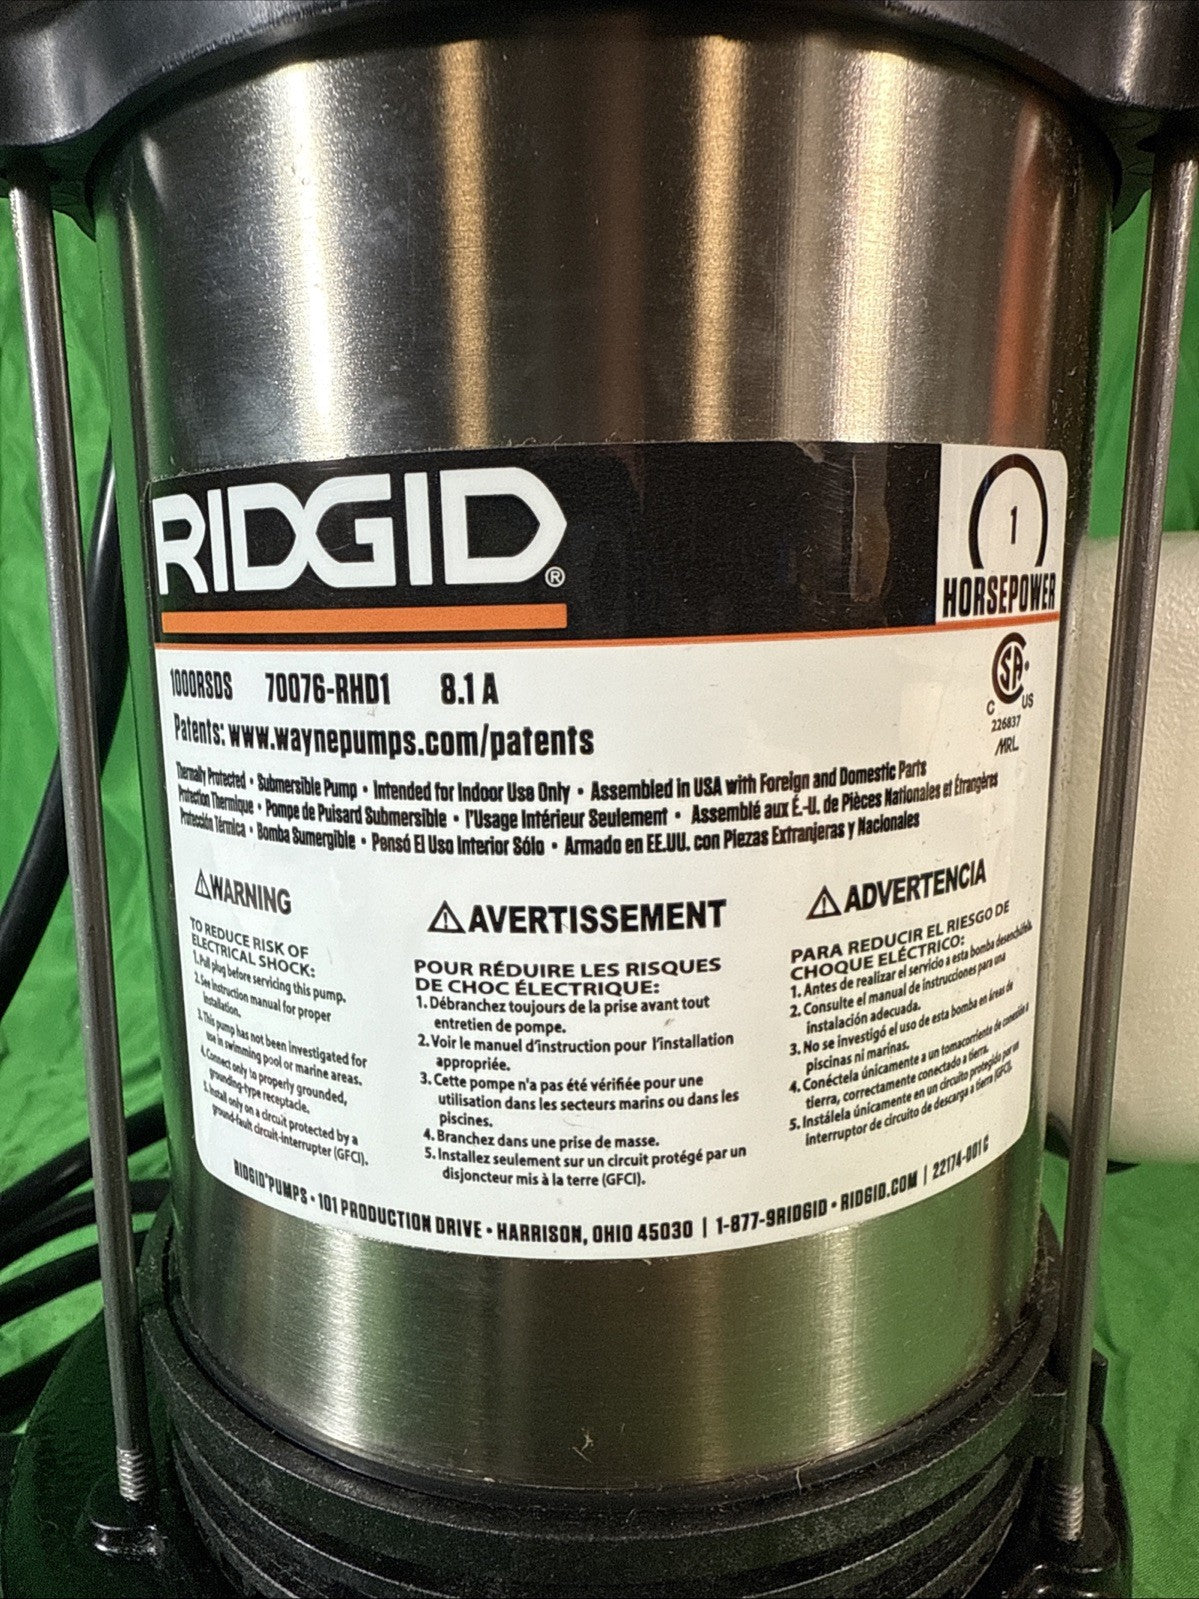 RIDGID®
1
HORSEPOWER
1000RSDS 70076-RHD1 8.1 A
Patents: www.waynepumps.com/patents
SA
C US
226837
MRL
Thermally Protected • Submersible Pump • Intended for Indoor Use Only • Assembled in USA with Foreign and Domestic Parts
Protection Thermique • Pompe de Puisard Submersible • l'Usage Intérieur Seulement • Assemblé aux É.-U. de Pièces Nationales et Étrangères
Protección Térmica • Bomba Sumergible • Pensó El Uso Interior Sólo • Armado en EE.UU. con Piezas Extranjeras y Nacionales
⚠WARNING
TO REDUCE RISK OF
ELECTRICAL SHOCK:
1. Pull plug before servicing this pump.
2. See instruction manual for proper
installation.
3. This pump has not been investigated for
use in swimming pool or marine areas.
4. Connect only to properly grounded,
grounding-type receptacle.
5. Install only on a circuit protected by a
ground-fault circuit-interrupter (GFCI).
⚠AVERTISSEMENT
POUR RÉDUIRE LES RISQUES
DE CHOC ÉLECTRIQUE:
1. Débranchez toujours de la prise avant tout
entretien de pompe.
2. Voir le manuel d'instruction pour l'installation
appropriée.
3. Cette pompe n'a pas été vérifiée pour une
utilisation dans les secteurs marins ou dans les
piscines.
4. Branchez dans une prise de masse.
5. Installez seulement sur un circuit protégé par un
disjoncteur mis à la terre (GFCI).
⚠ADVERTENCIA
PARA REDUCIR EL RIESGO DE
CHOQUE ELÉCTRICO:
1. Antes de realizar el servicio a esta bomba desenchúfela.
2. Consulte el manual de instrucciones para una
instalación adecuada.
3. No se investigó el uso de esta bomba en áreas de
piscinas ni marinas.
4. Conéctela únicamente a un tomacorriente de conexión a
tierra, correctamente conectado a tierra.
5. Instálela únicamente en un circuito protegida por un
interruptor de circuito de descarga a tierra (GFCI).
RIDGID® PUMPS • 101 PRODUCTION DRIVE • HARRISON, OHIO 45030 | 1-877-9RIDGID • RIDGID.COM | 22174-001 C